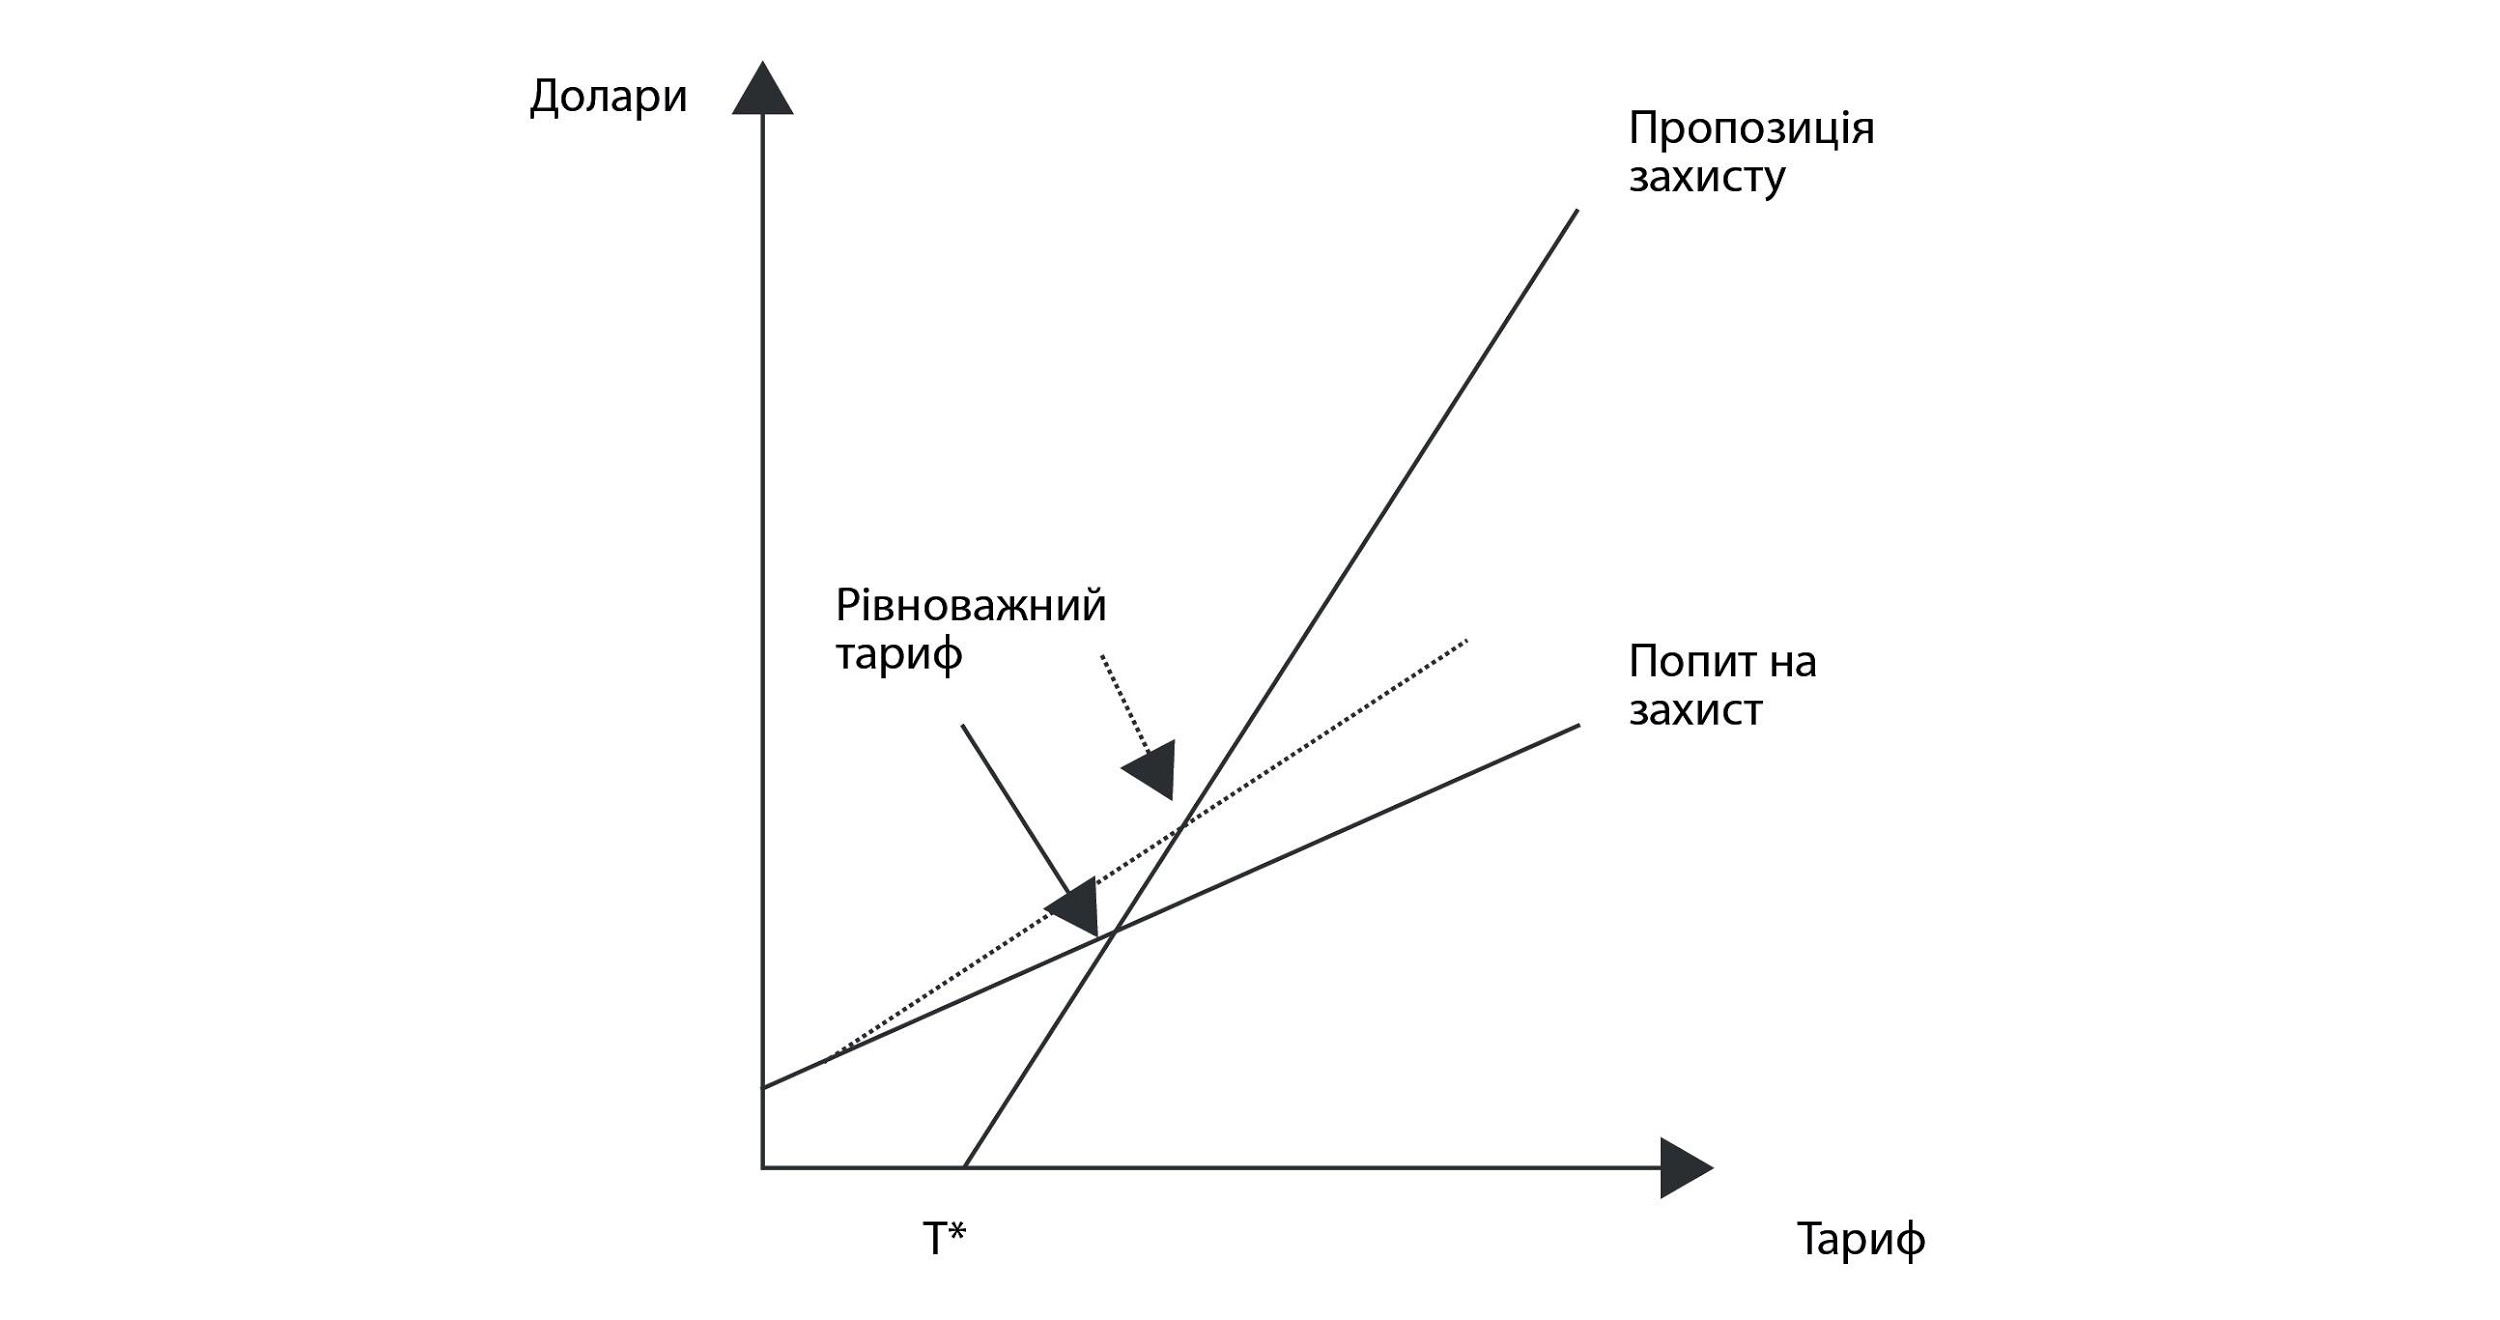 Долари
Пропозиція
захисту
Рівноважний
тариф
Попит на
захист
T*
Тариф